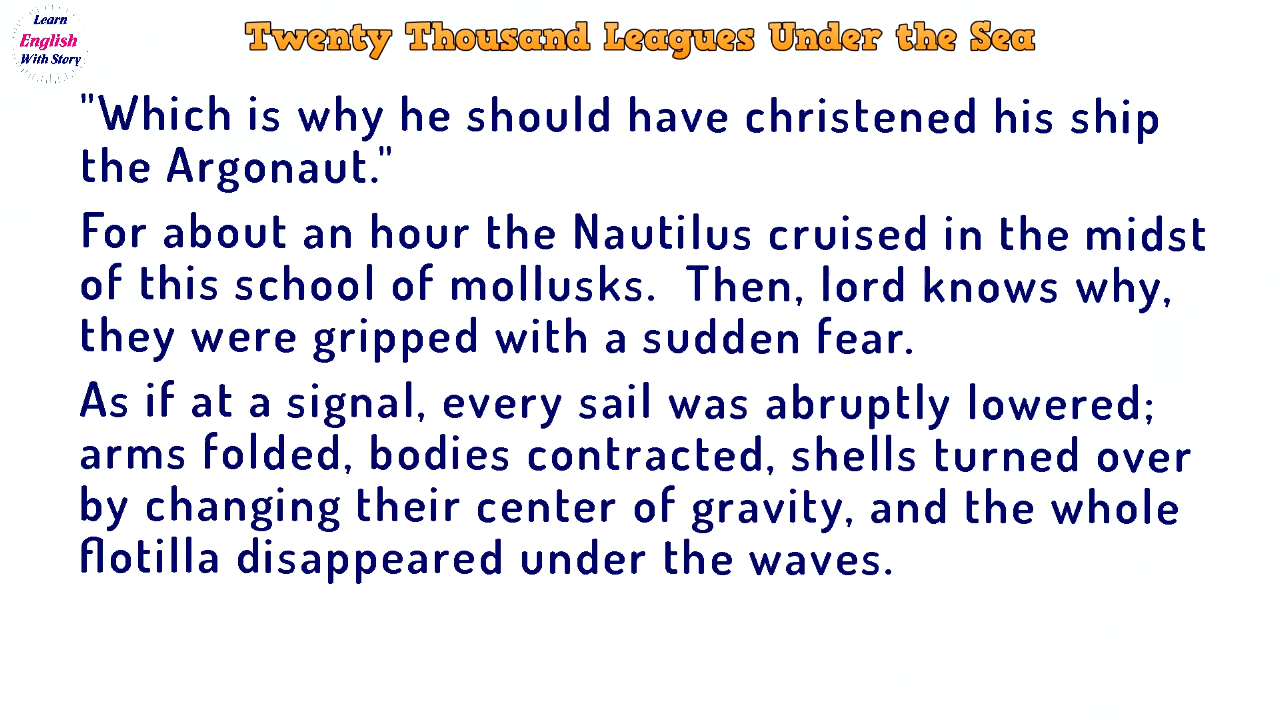 Learn
English
With Story
Twenty Thousand Leagues Under the Sea
"Which is why he should have christened his ship
the Argonaut."
For about an hour the Nautilus cruised in the midst
of this school of mollusks.  Then, lord knows why,
they were gripped with a sudden fear.
As if at a signal, every sail was abruptly lowered;
arms folded, bodies contracted, shells turned over
by changing their center of gravity, and the whole
flotilla disappeared under the waves.